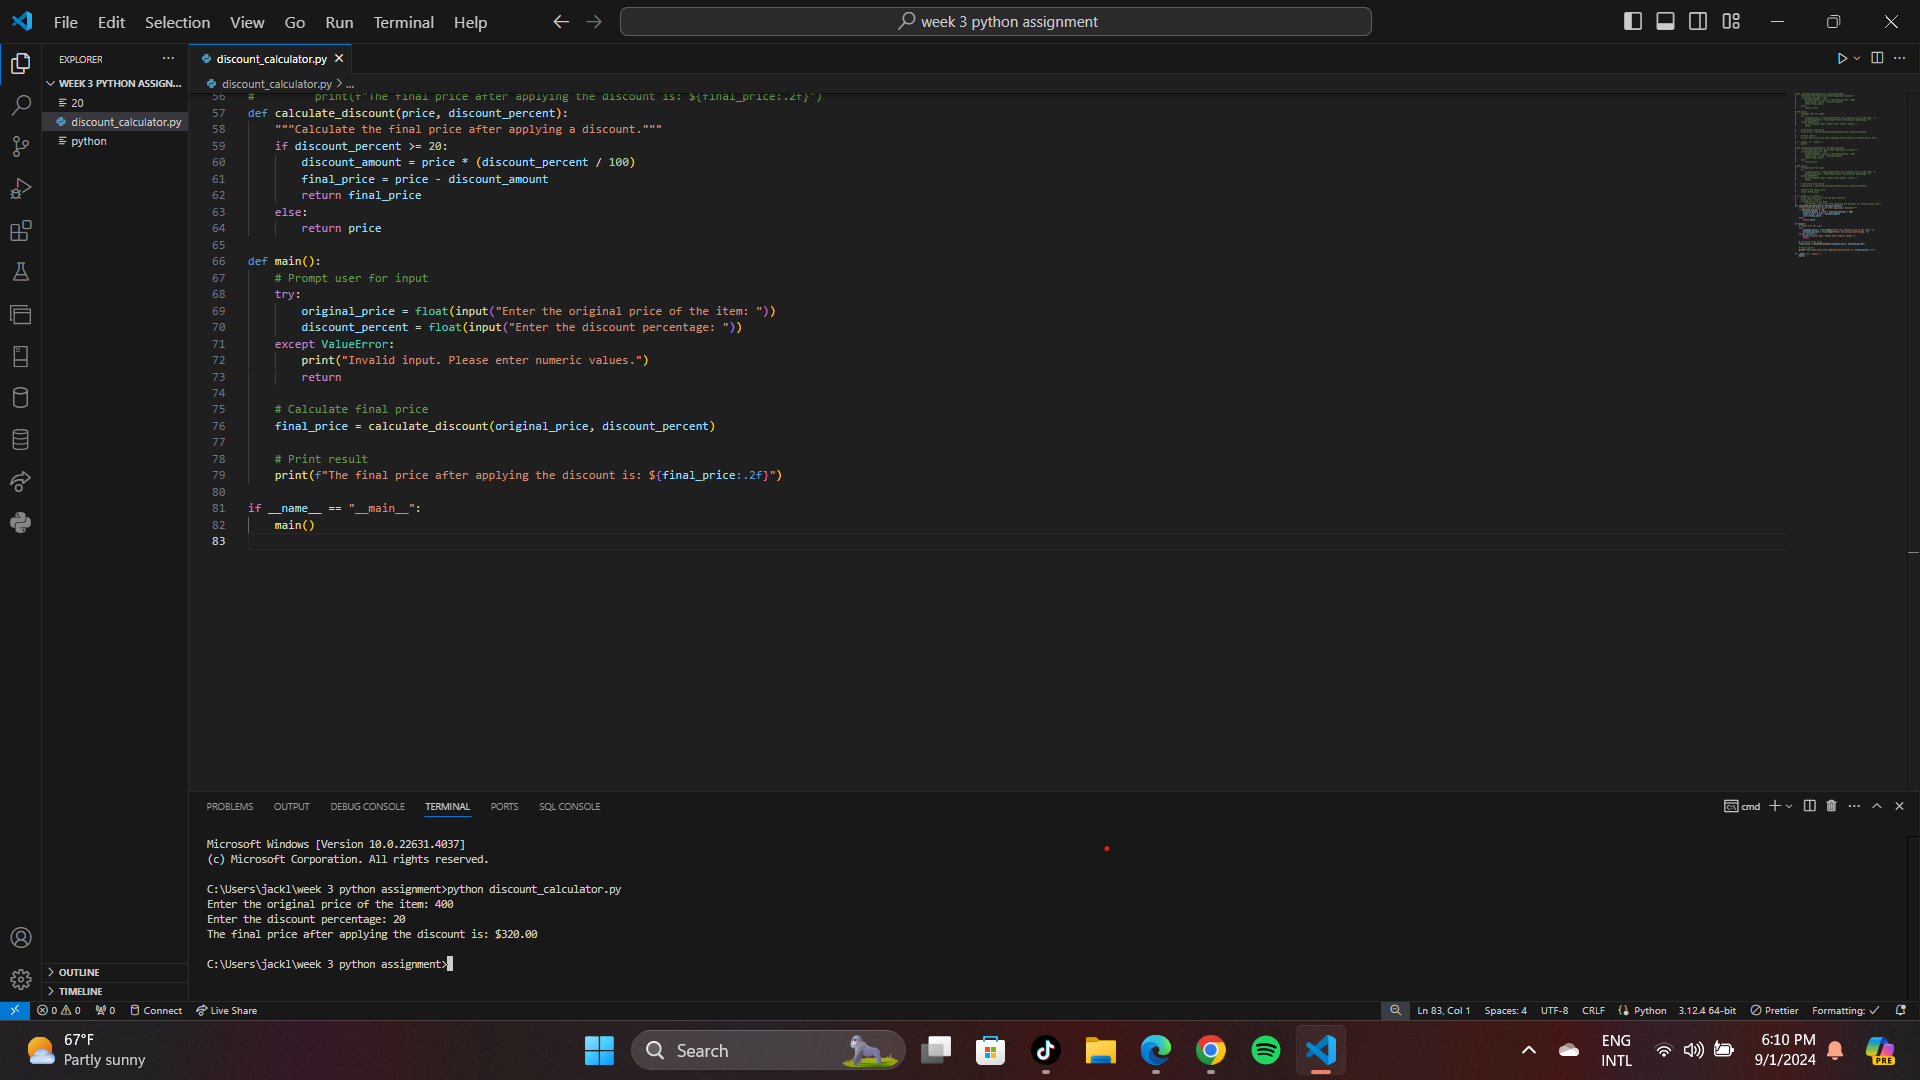 File Edit Selection View Go Run Terminal Help
week 3 python assignment
EXPLORER
WEEK 3 PYTHON ASSIGN...
20
discount_calculator.py
python
OUTLINE
TIMELINE
discount_calculator.py
discount_calculator.py > ...
56 #         print(f"The final price after applying the discount is: ${final_price:.2f}")
57 def calculate_discount(price, discount_percent):
58     """Calculate the final price after applying a discount."""
59     if discount_percent >= 20:
60         discount_amount = price * (discount_percent / 100)
61         final_price = price - discount_amount
62         return final_price
63     else:
64         return price
65
66 def main():
67     # Prompt user for input
68     try:
69         original_price = float(input("Enter the original price of the item: "))
70         discount_percent = float(input("Enter the discount percentage: "))
71     except ValueError:
72         print("Invalid input. Please enter numeric values.")
73         return
74
75     # Calculate final price
76     final_price = calculate_discount(original_price, discount_percent)
77
78     # Print result
79     print(f"The final price after applying the discount is: ${final_price:.2f}")
80
81 if __name__ == "__main__":
82     main()
83
PROBLEMS OUTPUT DEBUG CONSOLE TERMINAL PORTS SQL CONSOLE
cmd
Microsoft Windows [Version 10.0.22631.4037]
(c) Microsoft Corporation. All rights reserved.
C:\Users\jackl\week 3 python assignment>python discount_calculator.py
Enter the original price of the item: 400
Enter the discount percentage: 20
The final price after applying the discount is: $320.00
C:\Users\jackl\week 3 python assignment>
0 0 0 Connect Live Share
Ln 83, Col 1 Spaces: 4 UTF-8 CRLF Python 3.12.4 64-bit Prettier Formatting:
67°F
Partly sunny
Search
ENG
INTL
6:10 PM
9/1/2024
PRE